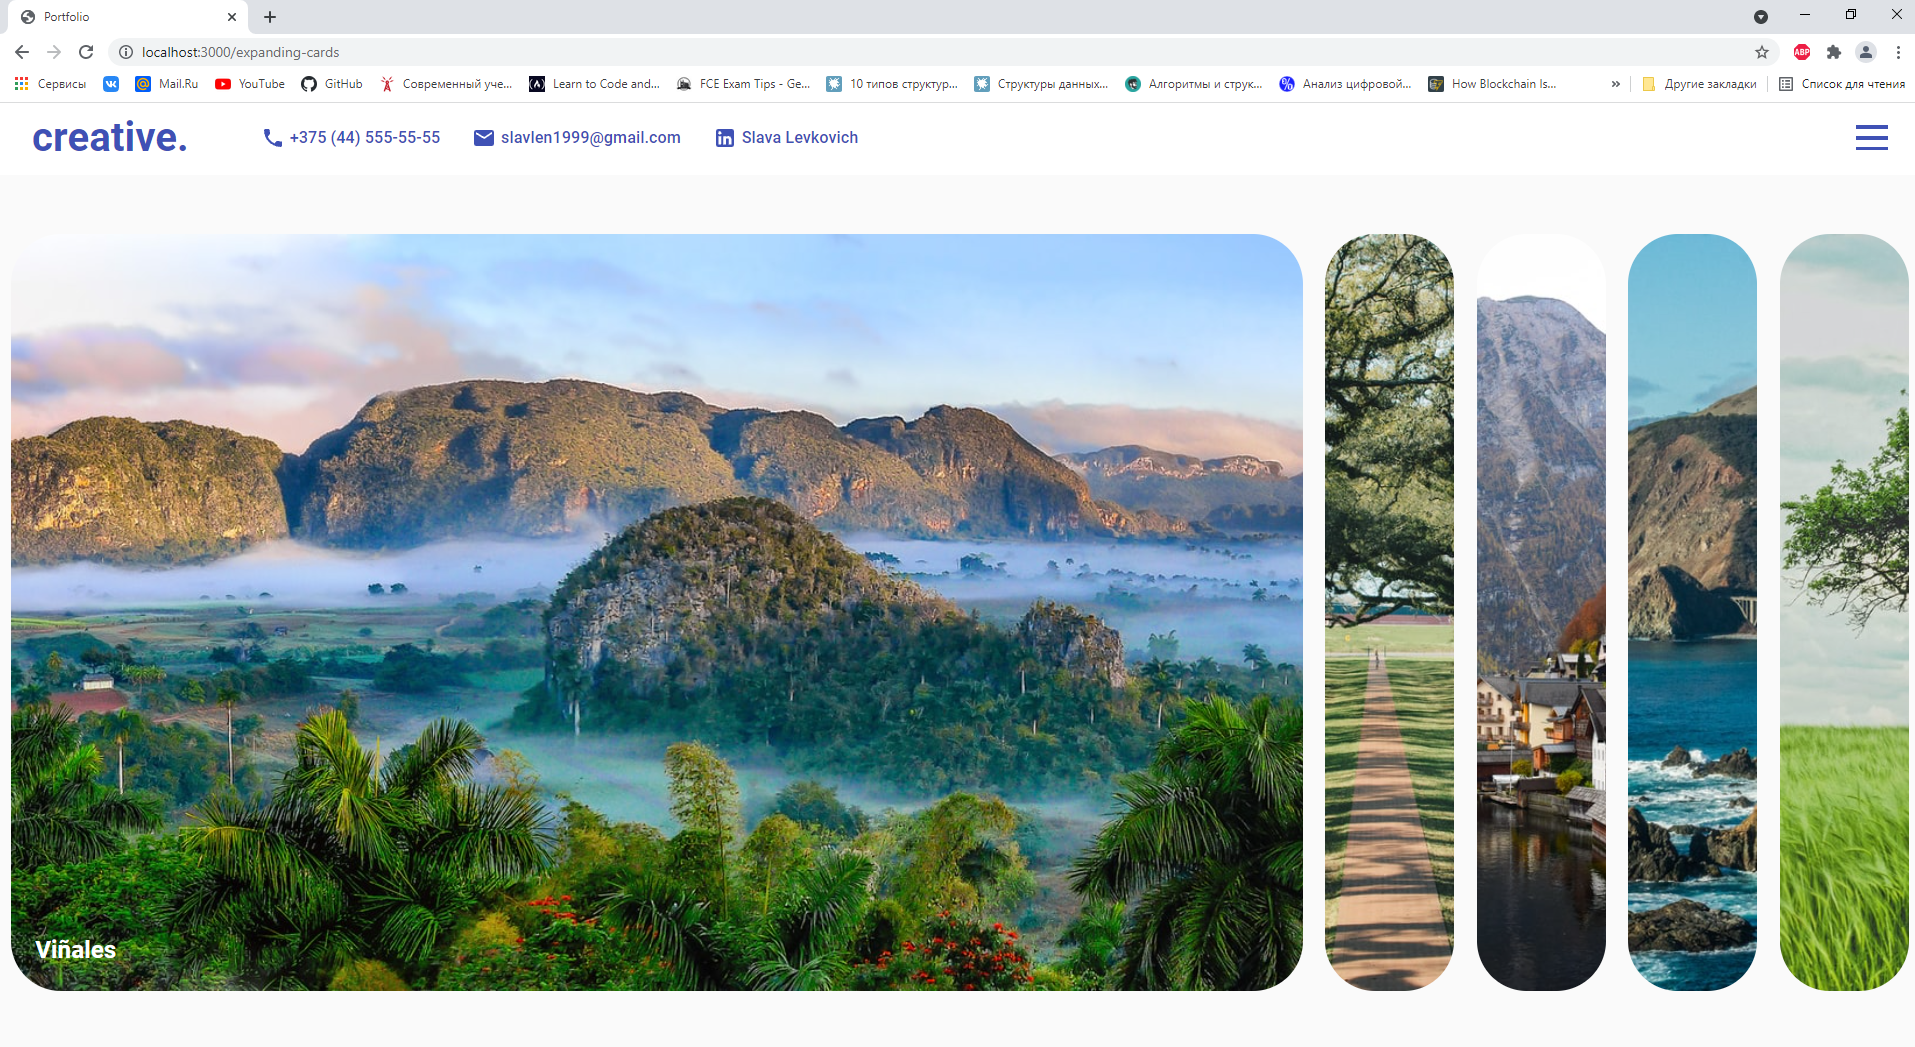 Portfolio
localhost:3000/expanding-cards
ABP
Сервисы
Mail.Ru
YouTube
GitHub
Современный уче...
Learn to Code and...
FCE Exam Tips - Ge...
10 типов структур...
Структуры данных...
Алгоритмы и струк...
Анализ цифровой...
How Blockchain Is...
»
Другие закладки
Список для чтения
creative.
+375 (44) 555-55-55
slavlen1999@gmail.com
Slava Levkovich
Viñales